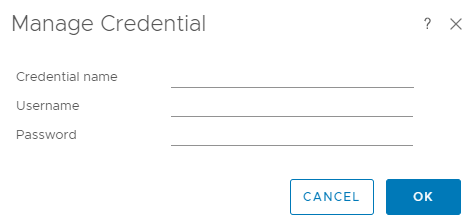 Manage Credential ?
Credential name
Username
Password
CANCEL OK